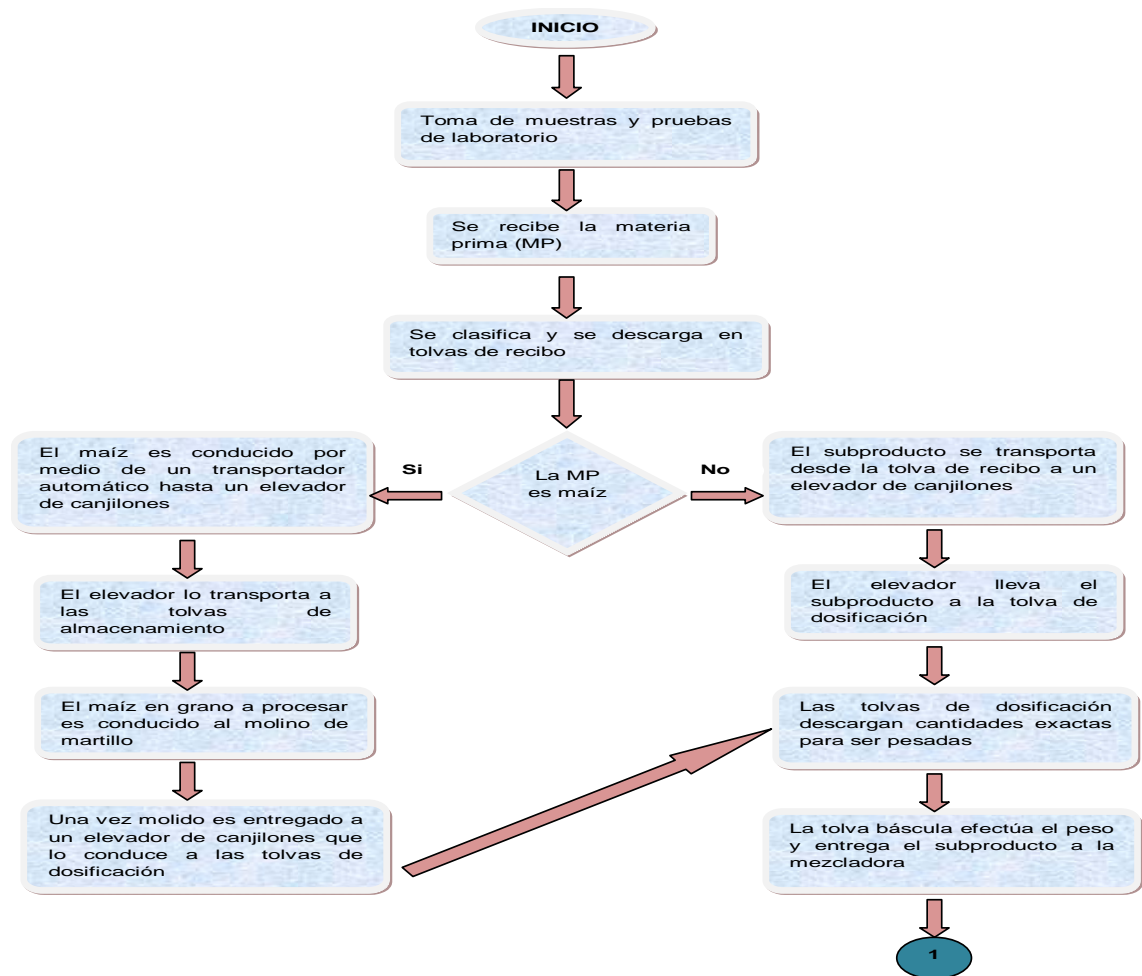 INICIO
Toma de muestras y pruebas
de laboratorio
Se recibe la materia
prima (MP)
Se clasifica y se descarga en
tolvas de recibo
La MP
es maíz
Si
El maíz es conducido por
medio de un transportador
automático hasta un elevador
de canjilones
El elevador lo transporta a
las tolvas de
almacenamiento
El maíz en grano a procesar
es conducido al molino de
martillo
Una vez molido es entregado a
un elevador de canjilones que
lo conduce a las tolvas de
dosificación
No
El subproducto se transporta
desde la tolva de recibo a un
elevador de canjilones
El elevador lleva el
subproducto a la tolva de
dosificación
Las tolvas de dosificación
descargan cantidades exactas
para ser pesadas
La tolva báscula efectúa el peso
y entrega el subproducto a la
mezcladora
1